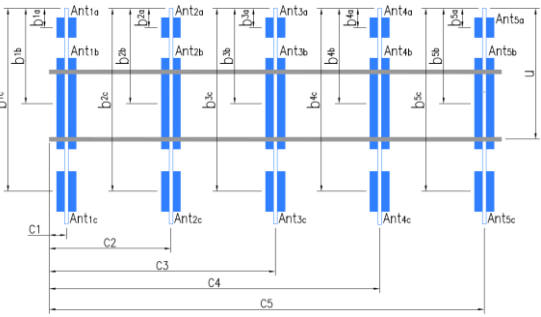 Ant1a Ant2a Ant3a Ant4a Ant5a
b1a b2a b3a b4a b5a
Ant1b Ant2b Ant3b Ant4b Ant5b
b1b b2b b3b b4b b5b
u
b1c b2c b3c b4c b5c
Ant1c Ant2c Ant3c Ant4c Ant5c
C1
C2
C3
C4
C5